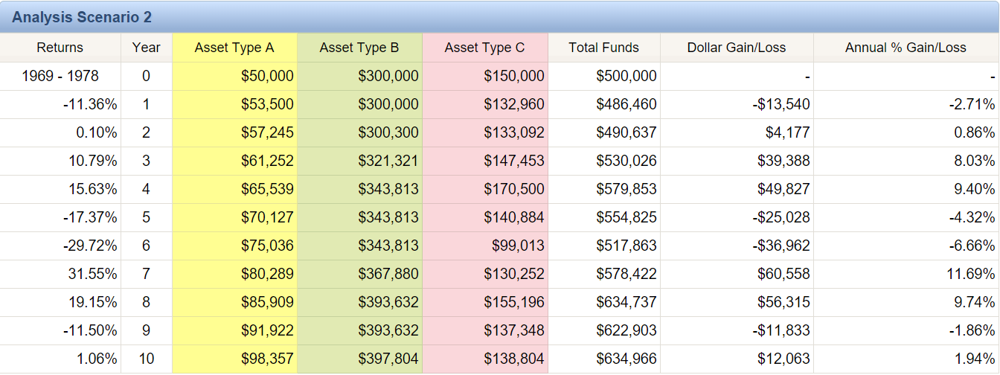 Analysis Scenario 2
Returns Year Asset Type A Asset Type B Asset Type C Total Funds Dollar Gain/Loss Annual % Gain/Loss
1969 - 1978 0 $50,000 $300,000 $150,000 $500,000 - -
-11.36% 1 $53,500 $300,000 $132,960 $486,460 -$13,540 -2.71%
0.10% 2 $57,245 $300,300 $133,092 $490,637 $4,177 0.86%
10.79% 3 $61,252 $321,321 $147,453 $530,026 $39,388 8.03%
15.63% 4 $65,539 $343,813 $170,500 $579,853 $49,827 9.40%
-17.37% 5 $70,127 $343,813 $140,884 $554,825 -$25,028 -4.32%
-29.72% 6 $75,036 $343,813 $99,013 $517,863 -$36,962 -6.66%
31.55% 7 $80,289 $367,880 $130,252 $578,422 $60,558 11.69%
19.15% 8 $85,909 $393,632 $155,196 $634,737 $56,315 9.74%
-11.50% 9 $91,922 $393,632 $137,348 $622,903 -$11,833 -1.86%
1.06% 10 $98,357 $397,804 $138,804 $634,966 $12,063 1.94%